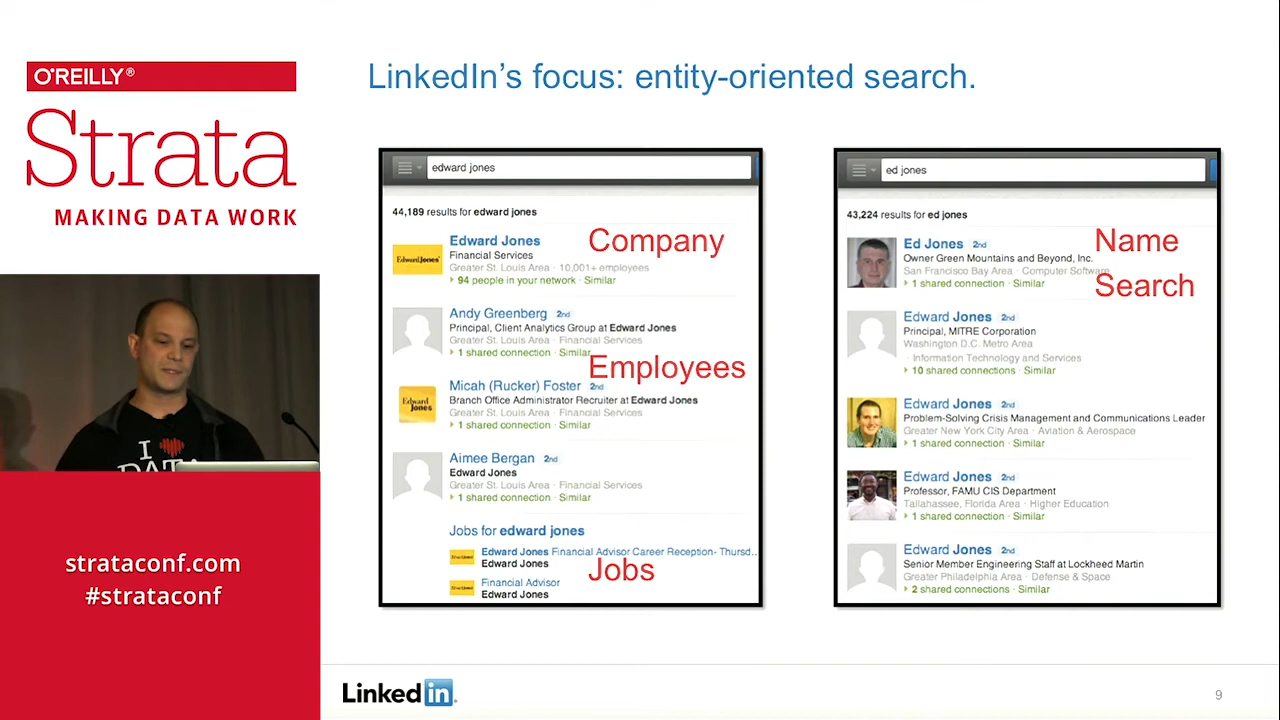 O'REILLY®
Strata
MAKING DATA WORK
I
DATA
strataconf.com
#strataconf
LinkedIn's focus: entity-oriented search.
edward jones
44,189 results for edward jones
Edward Jones
Edward Jones
Financial Services
Greater St. Louis Area · 10,001+ employees
94 people in your network · Similar
Company
Andy Greenberg 2nd
Principal, Client Analytics Group at Edward Jones
Greater St. Louis Area · Financial Services
1 shared connection · Similar
Employees
Edward Jones
Micah (Rucker) Foster 2nd
Branch Office Administrator Recruiter at Edward Jones
Greater St. Louis Area · Financial Services
1 shared connection · Similar
Aimee Bergan 2nd
Edward Jones
Greater St. Louis Area · Financial Services
1 shared connection · Similar
Jobs for edward jones
Edward Jones Financial Advisor Career Reception- Thursd...
Edward Jones
Jobs
Financial Advisor
Edward Jones
ed jones
43,224 results for ed jones
Ed Jones 2nd
Owner Green Mountains and Beyond, Inc.
San Francisco Bay Area · Computer Software
1 shared connection · Similar
Name
Search
Edward Jones 2nd
Principal, MITRE Corporation
Washington D.C. Metro Area
· Information Technology and Services
10 shared connections · Similar
Edward Jones 2nd
Problem-Solving Crisis Management and Communications Leader
Greater New York City Area · Aviation & Aerospace
1 shared connection · Similar
Edward Jones 2nd
Professor, FAMU CIS Department
Tallahassee, Florida Area · Higher Education
1 shared connection · Similar
Edward Jones 2nd
Senior Member Engineering Staff at Lockheed Martin
Greater Philadelphia Area · Defense & Space
2 shared connections · Similar
LinkedIn.
9